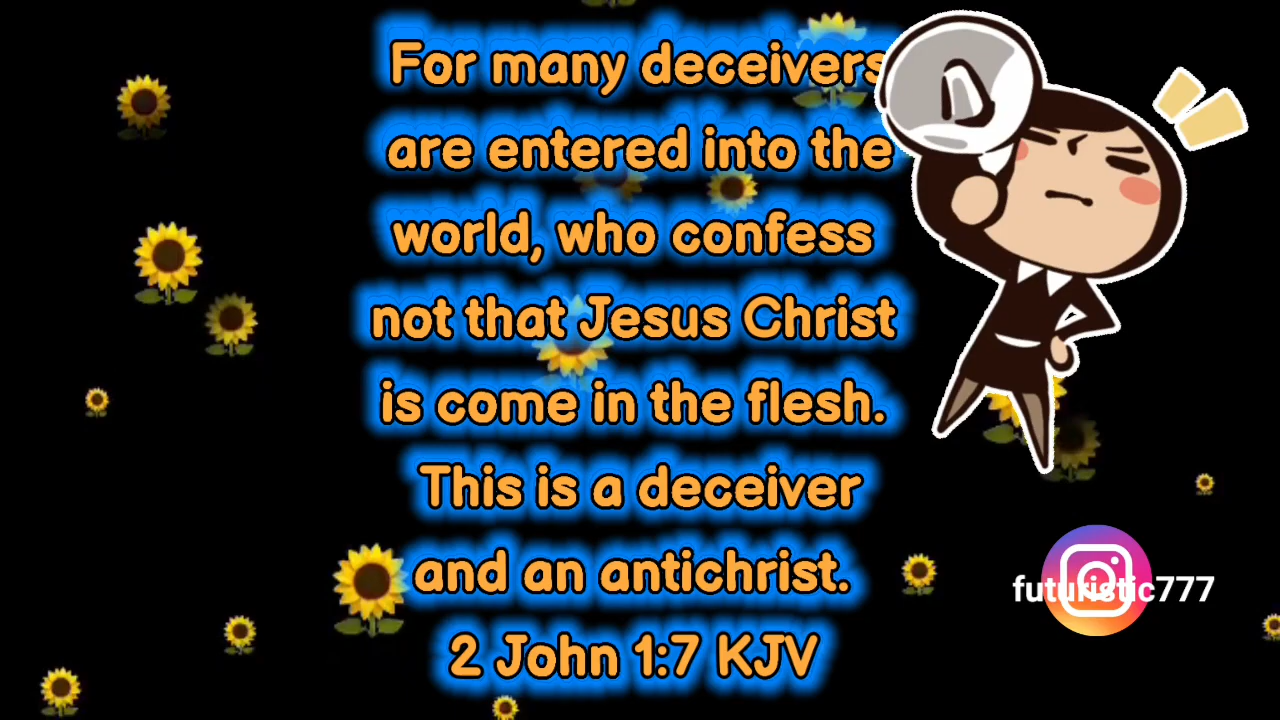 For many deceivers
are entered into the
world, who confess
not that Jesus Christ
is come in the flesh.
This is a deceiver
and an antichrist.
2 John 1:7 KJV
futuristic777